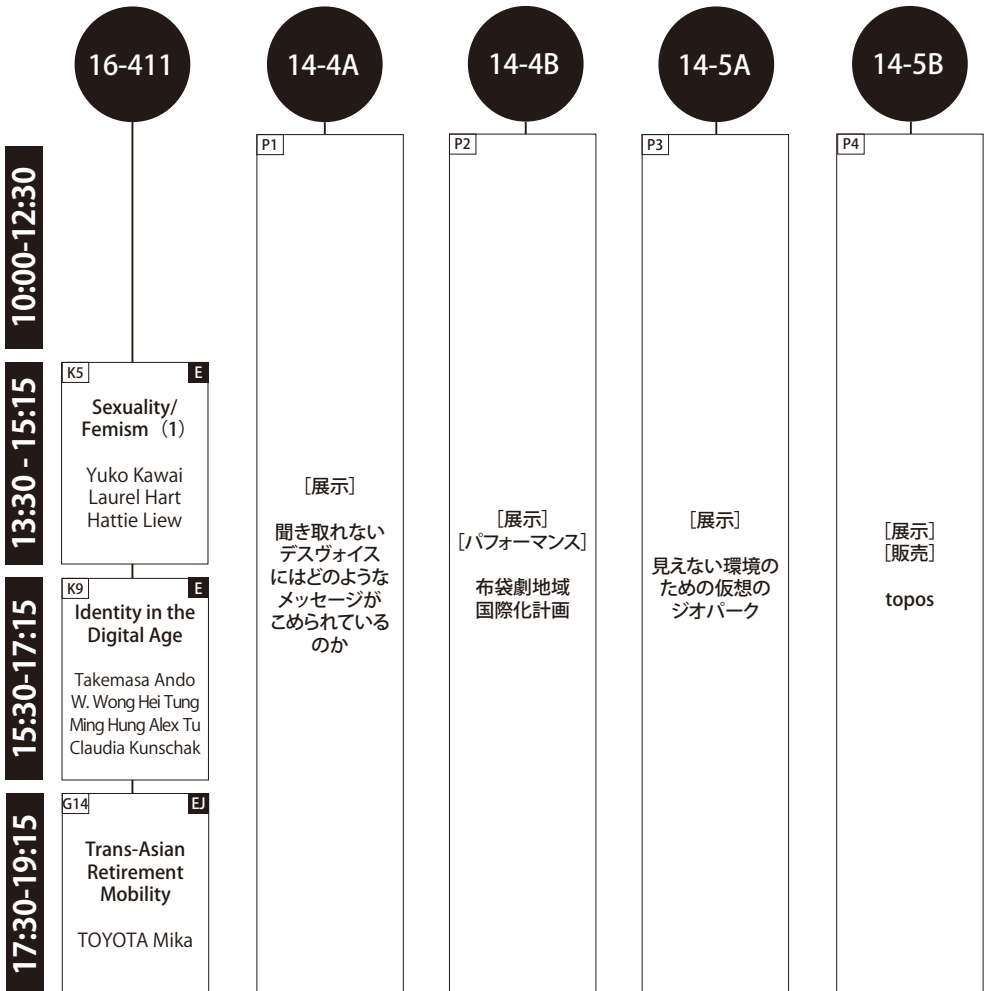 16-411
14-4A
14-4B
14-5A
14-5B
10:00-12:30
13:30 - 15:15
15:30-17:15
17:30-19:15
K5
E
Sexuality/
Femism（1）
Yuko Kawai
Laurel Hart
Hattie Liew
K9
E
Identity in the
Digital Age
Takemasa Ando
W. Wong Hei Tung
Ming Hung Alex Tu
Claudia Kunschak
G14
EJ
Trans-Asian
Retirement
Mobility
TOYOTA Mika
P1
［展示］
聞き取れない
デスヴォイス
にはどのような
メッセージが
こめられている
のか
P2
［展示］
［パフォーマンス］
布袋劇地域
国際化計画
P3
［展示］
見えない環境の
ための仮想の
ジオパーク
P4
［展示］
［販売］
topos